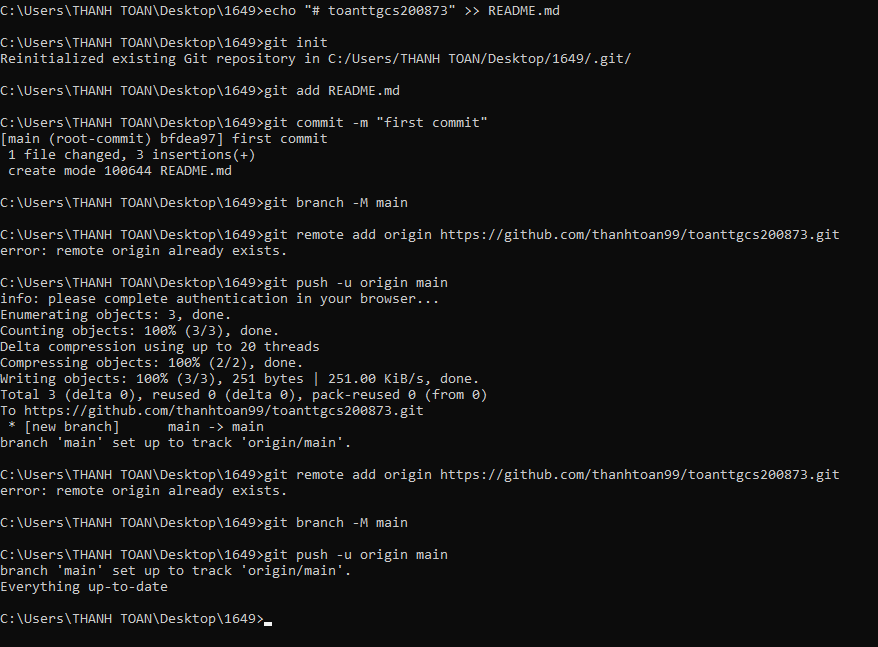 C:\Users\THANH TOAN\Desktop\1649>echo "# toanttgcs200873" >> README.md
C:\Users\THANH TOAN\Desktop\1649>git init
Reinitialized existing Git repository in C:/Users/THANH TOAN/Desktop/1649/.git/
C:\Users\THANH TOAN\Desktop\1649>git add README.md
C:\Users\THANH TOAN\Desktop\1649>git commit -m "first commit"
[main (root-commit) bfdea97] first commit
 1 file changed, 3 insertions(+)
 create mode 100644 README.md
C:\Users\THANH TOAN\Desktop\1649>git branch -M main
C:\Users\THANH TOAN\Desktop\1649>git remote add origin https://github.com/thanhtoan99/toanttgcs200873.git
error: remote origin already exists.
C:\Users\THANH TOAN\Desktop\1649>git push -u origin main
info: please complete authentication in your browser...
Enumerating objects: 3, done.
Counting objects: 100% (3/3), done.
Delta compression using up to 20 threads
Compressing objects: 100% (2/2), done.
Writing objects: 100% (3/3), 251 bytes | 251.00 KiB/s, done.
Total 3 (delta 0), reused 0 (delta 0), pack-reused 0 (from 0)
To https://github.com/thanhtoan99/toanttgcs200873.git
 * [new branch]      main -> main
branch 'main' set up to track 'origin/main'.
C:\Users\THANH TOAN\Desktop\1649>git remote add origin https://github.com/thanhtoan99/toanttgcs200873.git
error: remote origin already exists.
C:\Users\THANH TOAN\Desktop\1649>git branch -M main
C:\Users\THANH TOAN\Desktop\1649>git push -u origin main
branch 'main' set up to track 'origin/main'.
Everything up-to-date
C:\Users\THANH TOAN\Desktop\1649>